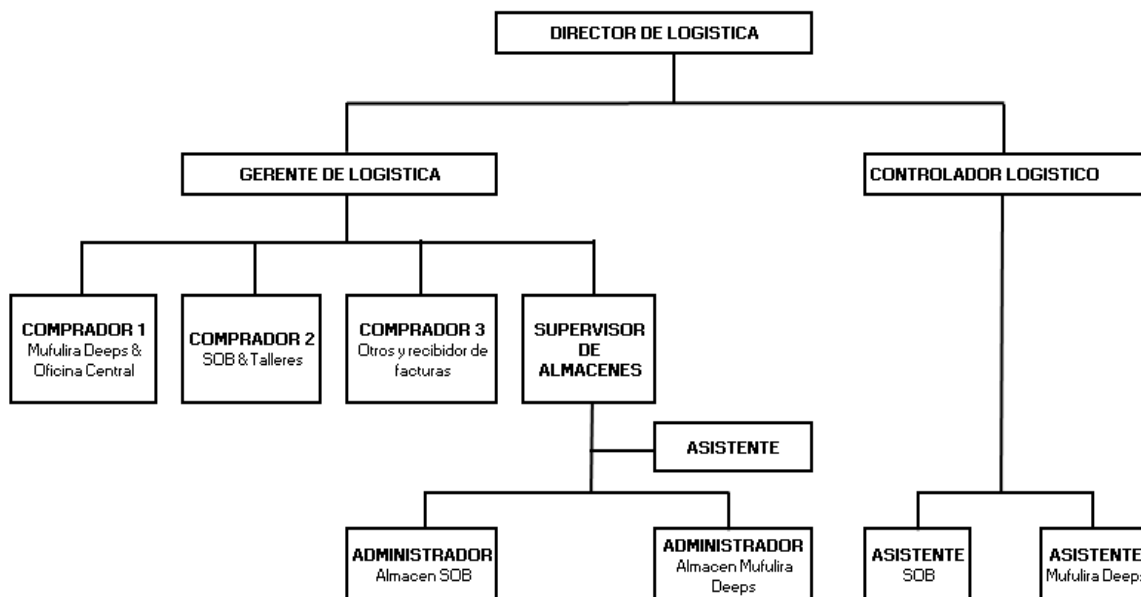 DIRECTOR DE LOGISTICA
GERENTE DE LOGISTICA
CONTROLADOR LOGISTICO
COMPRADOR 1
Mufulira Deeps &
Oficina Central
COMPRADOR 2
SOB & Talleres
COMPRADOR 3
Otros y recibidor de
facturas
SUPERVISOR
DE
ALMACENES
ASISTENTE
ADMINISTRADOR
Almacen SOB
ADMINISTRADOR
Almacen Mufulira
Deeps
ASISTENTE
SOB
ASISTENTE
Mufulira Deeps